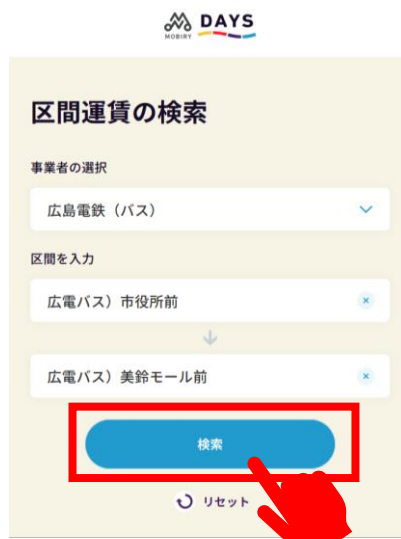 MOBIRY DAYS
区間運賃の検索
事業者の選択
広島電鉄（バス）
区間を入力
広電バス）市役所前
広電バス）美鈴モール前
検索
リセット